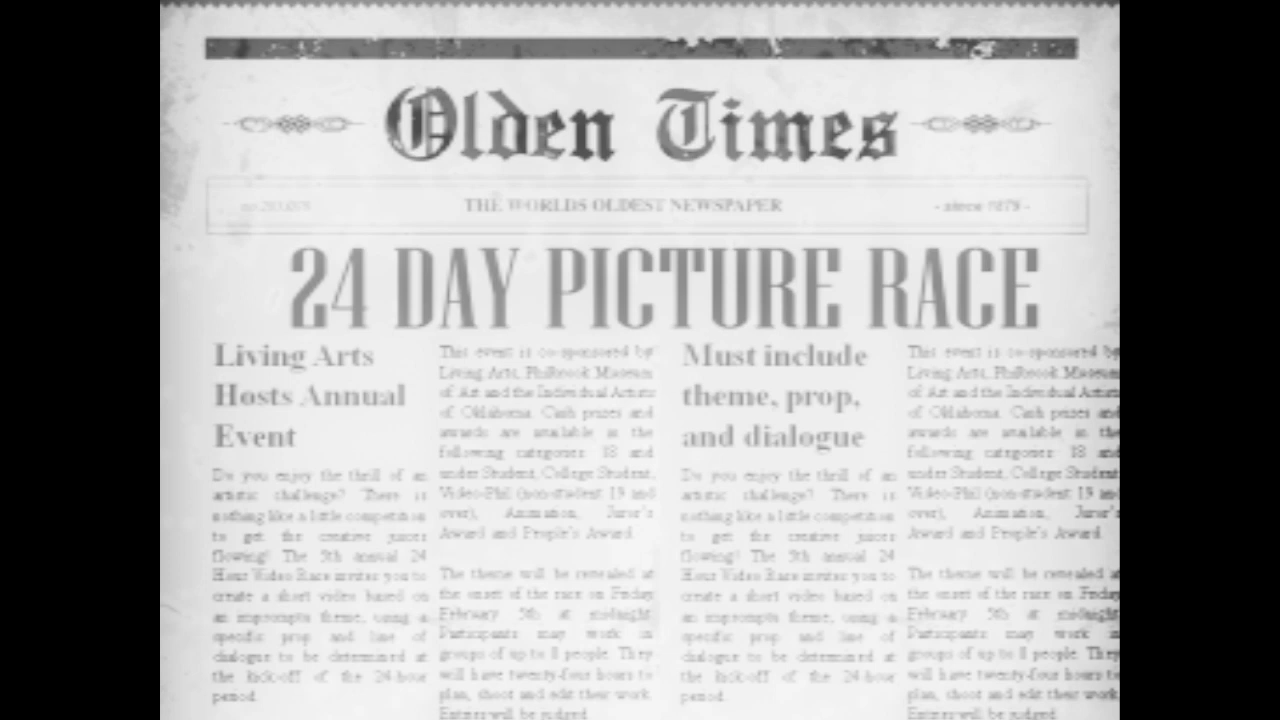 Olden Times
THE WORLDS OLDEST NEWSPAPER
- since 1879 -
24 DAY PICTURE RACE
Living Arts
Hosts Annual
Event
Do you enjoy the thrill of an
artistic challenge? There is
nothing like a little competition
to get the creative juices
flowing! The 5th annual 24
Hour Video Race invites you to
create a short video based on
an impromptu theme, using a
specific prop and line of
dialogue to be determined at
the kick-off of the 24-hour
period.
This event is co-sponsored by
Living Arts, Philbrook Museum
of Art and the Individual Artists
of Oklahoma. Cash prizes and
awards are available in the
following categories: 18 and
under Student, College Student,
Video-Phil (non-student 19 and
over), Animation, Juror's
Award and People's Award.
The theme will be revealed at
the onset of the race on Friday
February 5th at midnight.
Participants may work in
groups of up to 8 people. They
will have twenty-four hours to
plan, shoot and edit their work.
Entries will be judged
Must include
theme, prop,
and dialogue
Do you enjoy the thrill of an
artistic challenge? There is
nothing like a little competition
to get the creative juices
flowing! The 5th annual 24
Hour Video Race invites you to
create a short video based on
an impromptu theme, using a
specific prop and line of
dialogue to be determined at
the kick-off of the 24-hour
period.
This event is co-sponsored by
Living Arts, Philbrook Museum
of Art and the Individual Artists
of Oklahoma. Cash prizes and
awards are available in the
following categories: 18 and
under Student, College Student,
Video-Phil (non-student 19 and
over), Animation, Juror's
Award and People's Award.
The theme will be revealed at
the onset of the race on Friday
February 5th at midnight.
Participants may work in
groups of up to 8 people. They
will have twenty-four hours to
plan, shoot and edit their work.
Entries will be judged